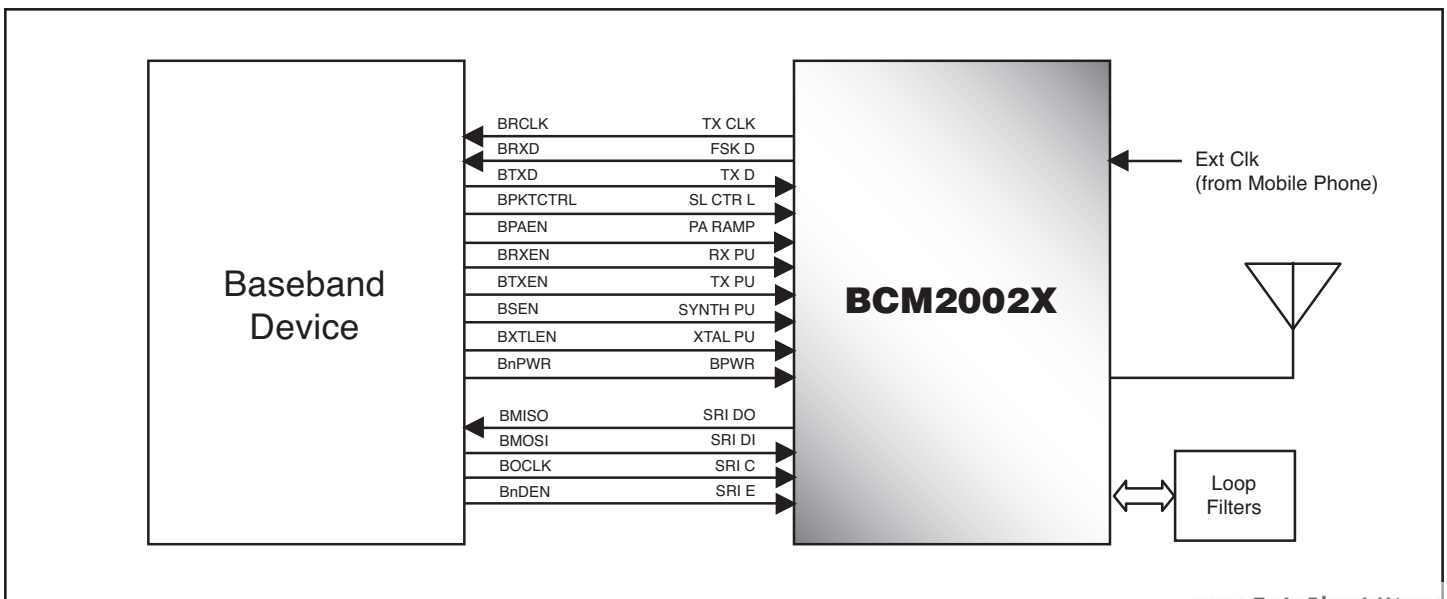 BRCLK TX CLK
BRXD FSK D
BTXD TX D
BPKTCTRL SL CTR L
BPAEN PA RAMP
BRXEN RX PU
BTXEN TX PU
BSEN SYNTH PU
BXTLEN XTAL PU
BnPWR BPWR
BMISO SRI DO
BMOSI SRI DI
BOCLK SRI C
BnDEN SRI E
Baseband
Device
BCM2002X
Ext Clk
(from Mobile Phone)
Loop
Filters